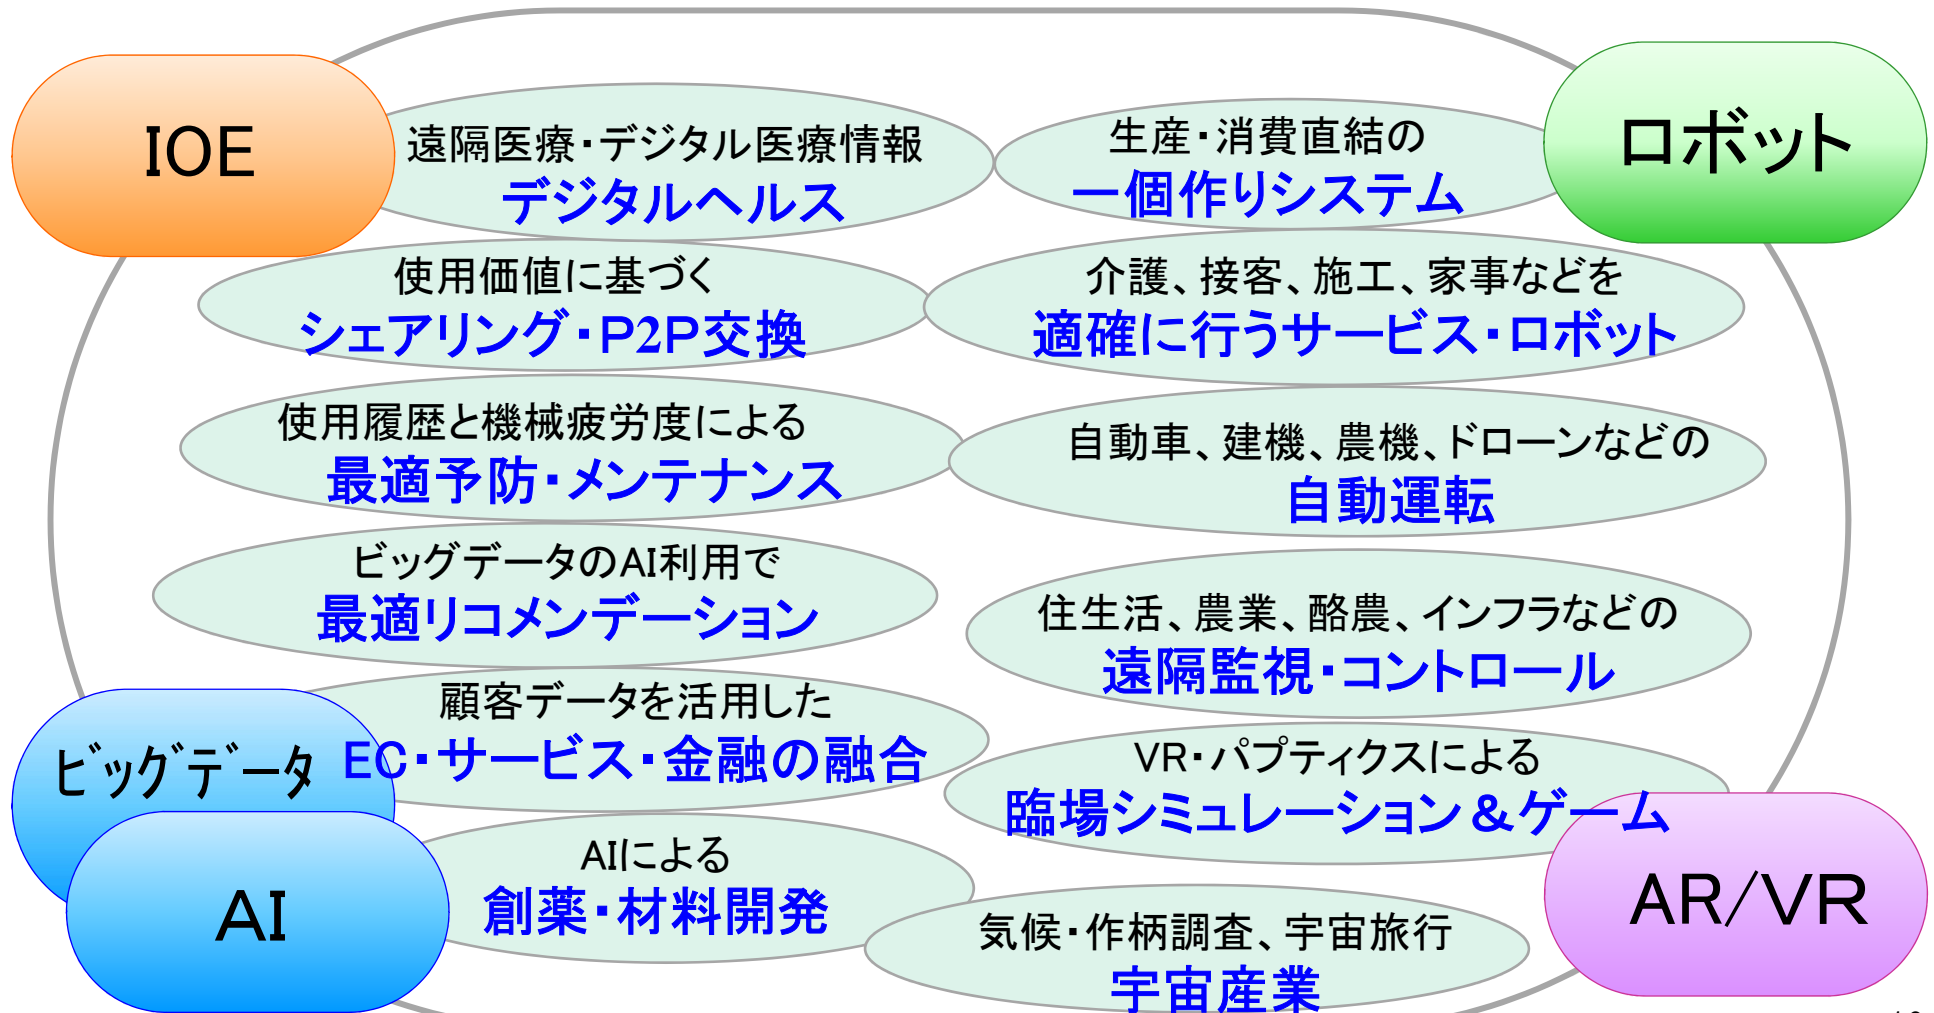 IOE
遠隔医療・デジタル医療情報
デジタルヘルス
生産・消費直結の
一個作りシステム
ロボット
使用価値に基づく
シェアリング・P2P交換
介護、接客、施工、家事などを
適確に行うサービス・ロボット
使用履歴と機械疲労度による
最適予防・メンテナンス
自動車、建機、農機、ドローンなどの
自動運転
ビッグデータのAI利用で
最適リコメンデーション
住生活、農業、酪農、インフラなどの
遠隔監視・コントロール
ビッグデータ
顧客データを活用した
EC・サービス・金融の融合
VR・パプティクスによる
臨場シミュレーション&ゲーム
AI
AIによる
創薬・材料開発
気候・作柄調査、宇宙旅行
宇宙産業
AR/VR